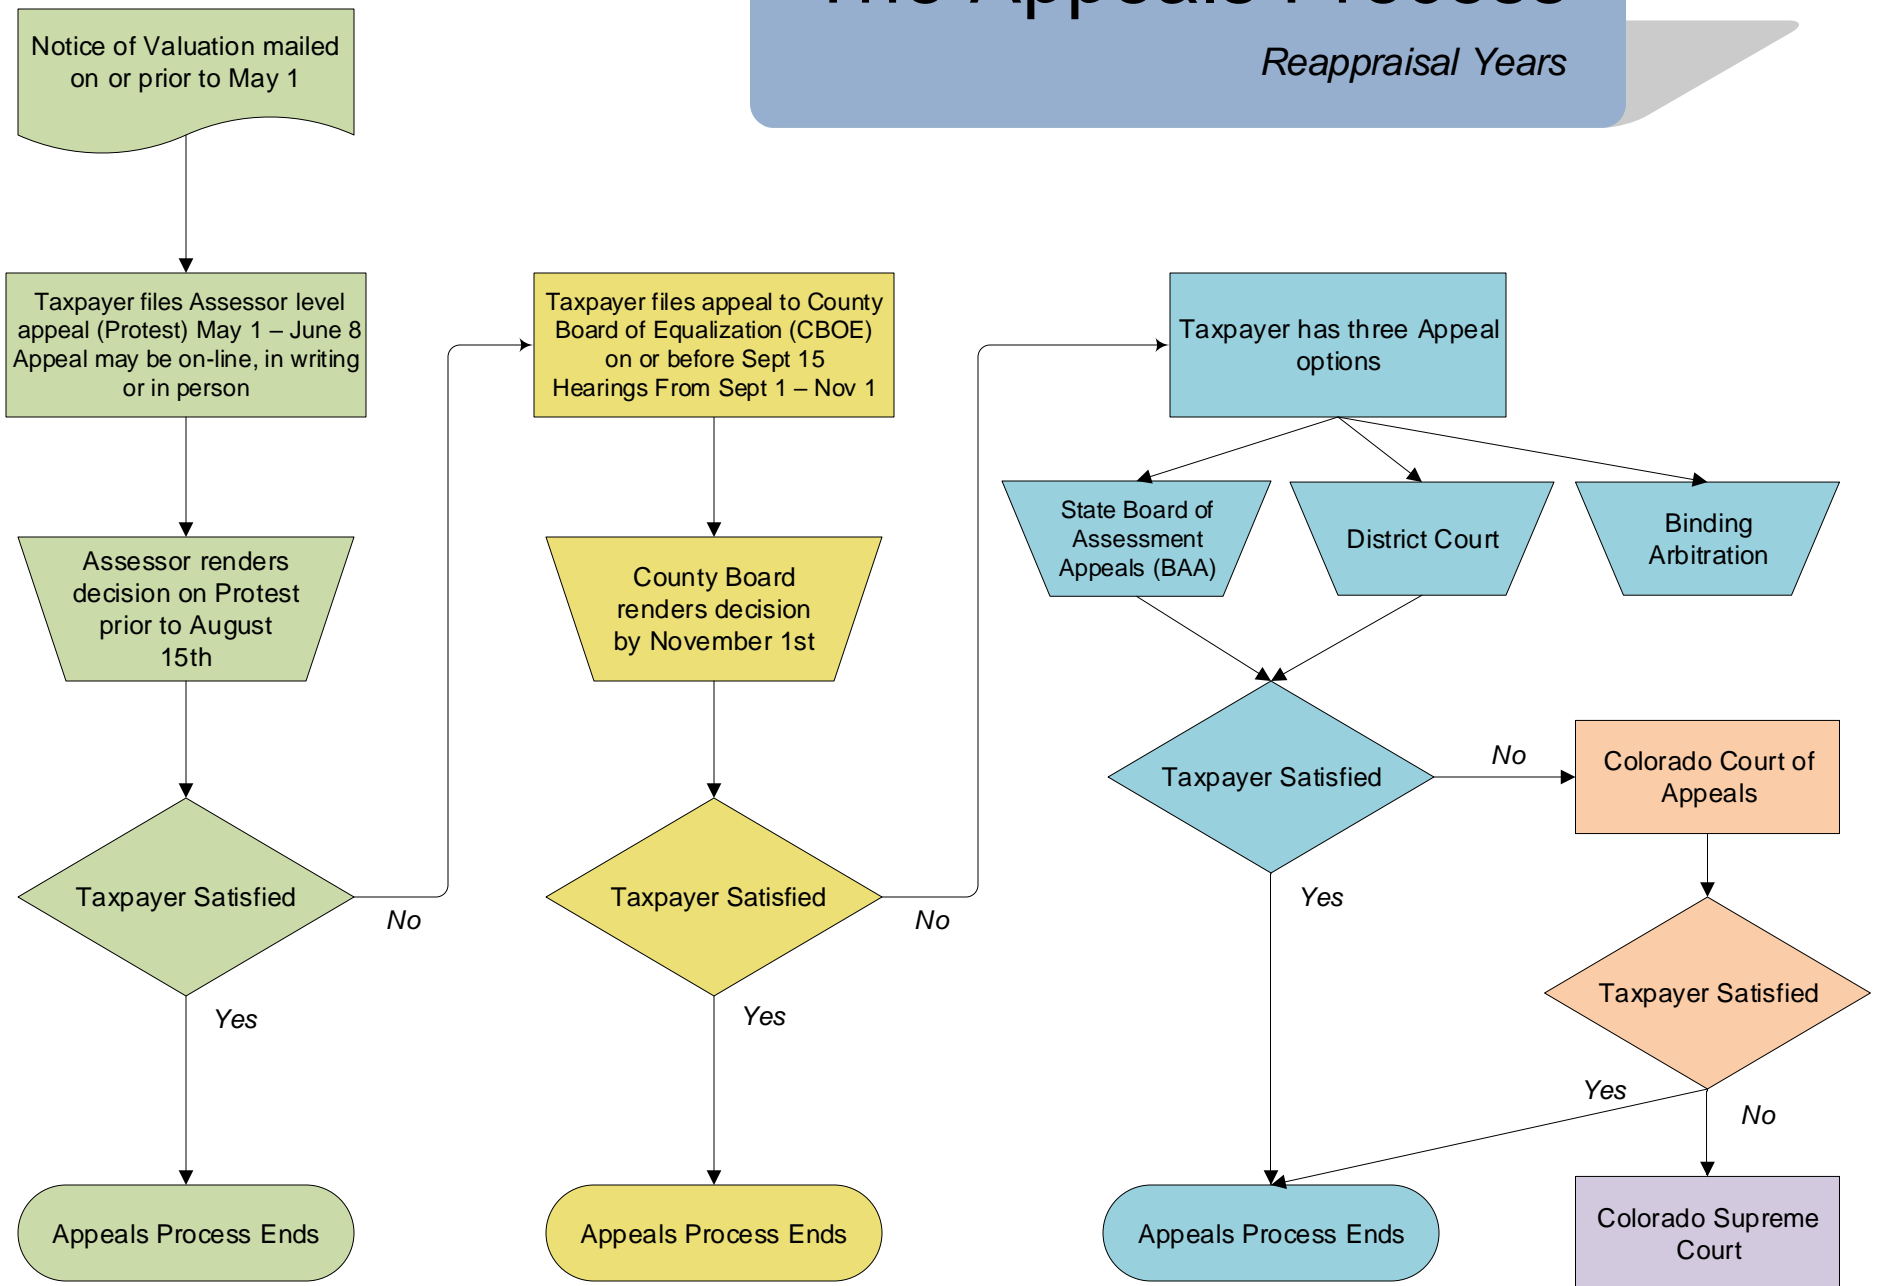 The Appeals Process
Reappraisal Years
Notice of Valuation mailed
on or prior to May 1
Taxpayer files Assessor level
appeal (Protest) May 1 – June 8
Appeal may be on-line, in writing
or in person
Assessor renders
decision on Protest
prior to August
15th
Taxpayer Satisfied
No
Yes
Appeals Process Ends
Taxpayer files appeal to County
Board of Equalization (CBOE)
on or before Sept 15
Hearings From Sept 1 – Nov 1
County Board
renders decision
by November 1st
Taxpayer Satisfied
No
Yes
Appeals Process Ends
Taxpayer has three Appeal
options
State Board of
Assessment
Appeals (BAA)
District Court
Binding
Arbitration
Taxpayer Satisfied
No
Yes
Colorado Court of
Appeals
Taxpayer Satisfied
Yes
No
Appeals Process Ends
Colorado Supreme
Court